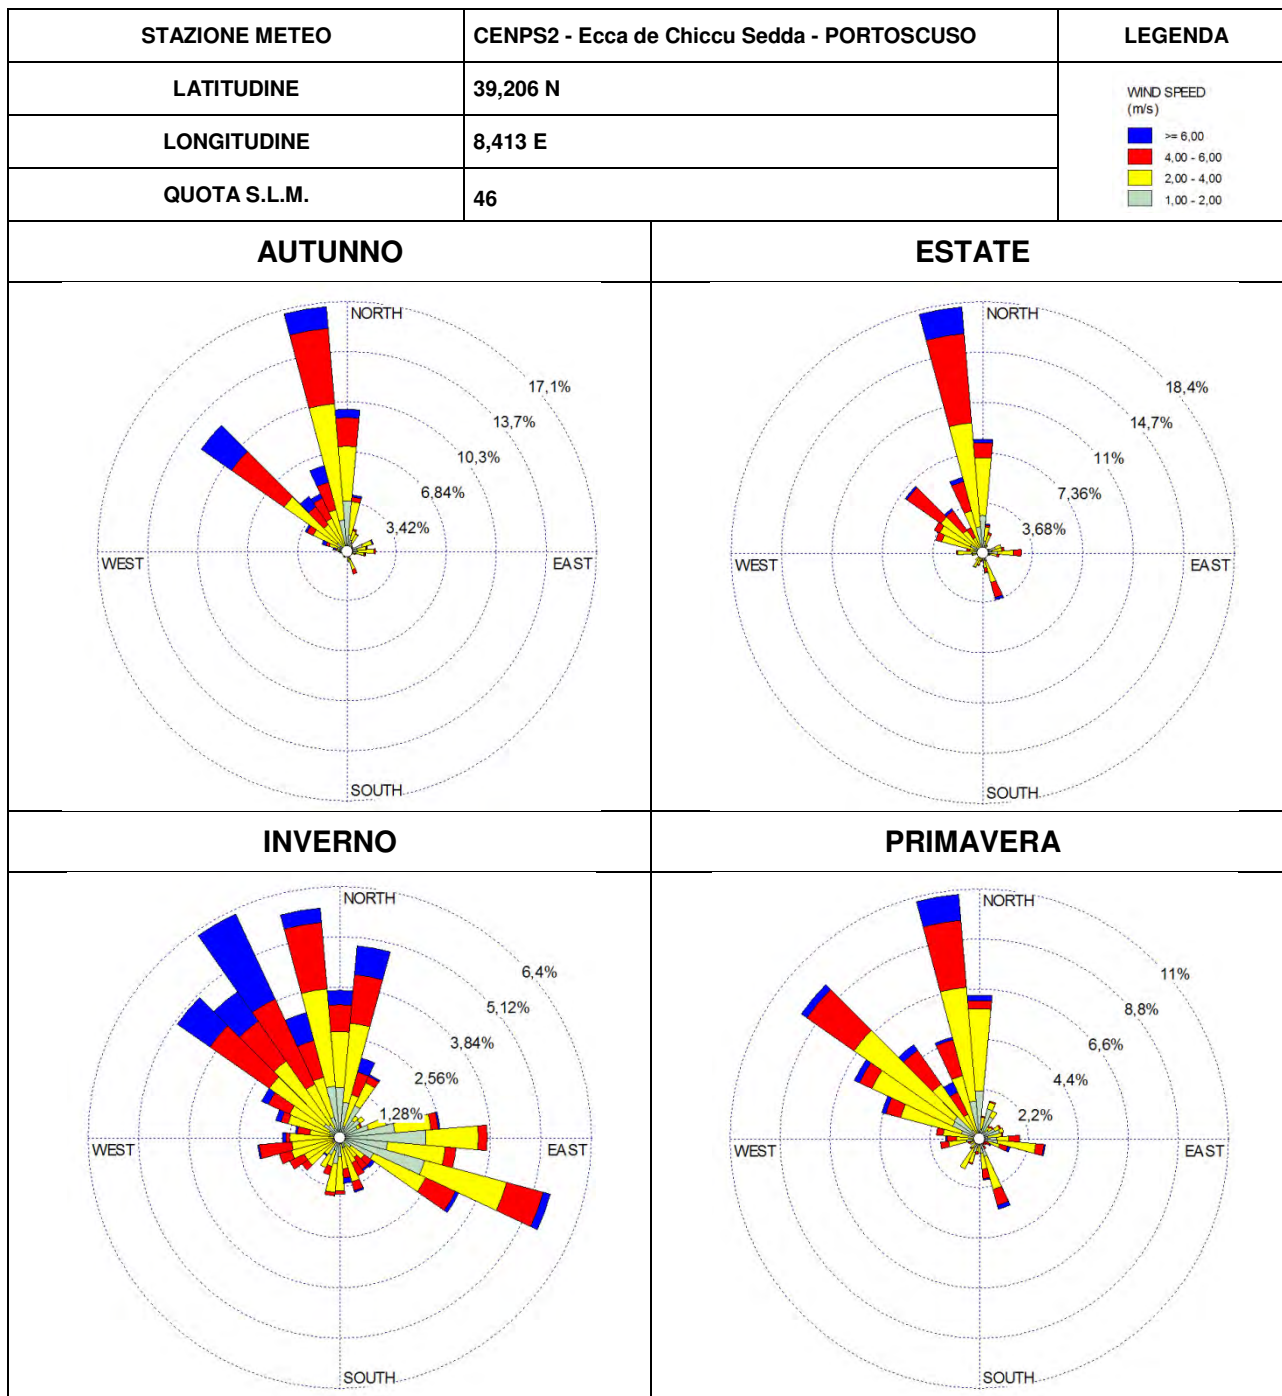 STAZIONE METEO CENPS2 - Ecca de Chiccu Sedda - PORTOSCUSO LEGENDA
LATITUDINE 39,206 N
LONGITUDINE 8,413 E
QUOTA S.L.M. 46
WIND SPEED
(m/s)
>= 6,00
4,00 - 6,00
2,00 - 4,00
1,00 - 2,00
AUTUNNO ESTATE
NORTH
17,1%
13,7%
10,3%
6,84%
3,42%
WEST EAST
SOUTH
NORTH
18,4%
14,7%
11%
7,36%
3,68%
WEST EAST
SOUTH
INVERNO PRIMAVERA
NORTH
6,4%
5,12%
3,84%
2,56%
1,28%
WEST EAST
SOUTH
NORTH
11%
8,8%
6,6%
4,4%
2,2%
WEST EAST
SOUTH